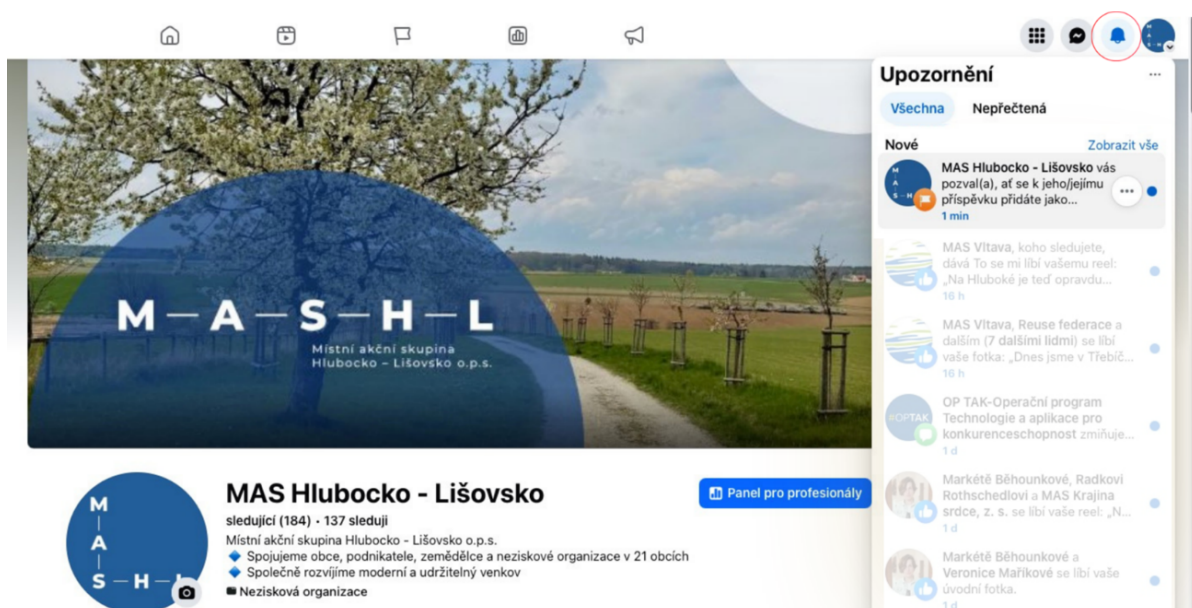 Upozornění
Všechna Nepřečtená
Nové Zobrazit vše
MAS Hlubocko - Lišovsko vás
pozval(a), ať se k jeho/jejímu
příspěvku přidáte jako...
1 min
MAS Vltava, koho sledujete,
dává To se mi líbí vašemu reel:
„Na Hluboké je teď opravdu...
16 h
MAS Vltava, Reuse federace a
dalším (7 dalšími lidmi) se líbí
vaše fotka: „Dnes jsme v Třebíč...
16 h
#OPTAK
OP TAK-Operační program
Technologie a aplikace pro
konkurenceschopnost zmiňuje...
1 d
Markétě Běhounkové, Radkovi
Rothschedlovi a MAS Krajina
srdce, z. s. se líbí vaše reel: „N...
1 d
Markétě Běhounkové a
Veronice Maříkové se líbí vaše
úvodní fotka.
1 d
M—A—S—H—L
Místní akční skupina
Hlubocko – Lišovsko o.p.s.
M
A
S—H—L
MAS Hlubocko - Lišovsko
Panel pro profesionály
sledující (184) • 137 sleduji
Místní akční skupina Hlubocko - Lišovsko o.p.s.
🔹 Spojujeme obce, podnikatele, zemědělce a neziskové organizace v 21 obcích
🔹 Společně rozvíjíme moderní a udržitelný venkov
Nezisková organizace